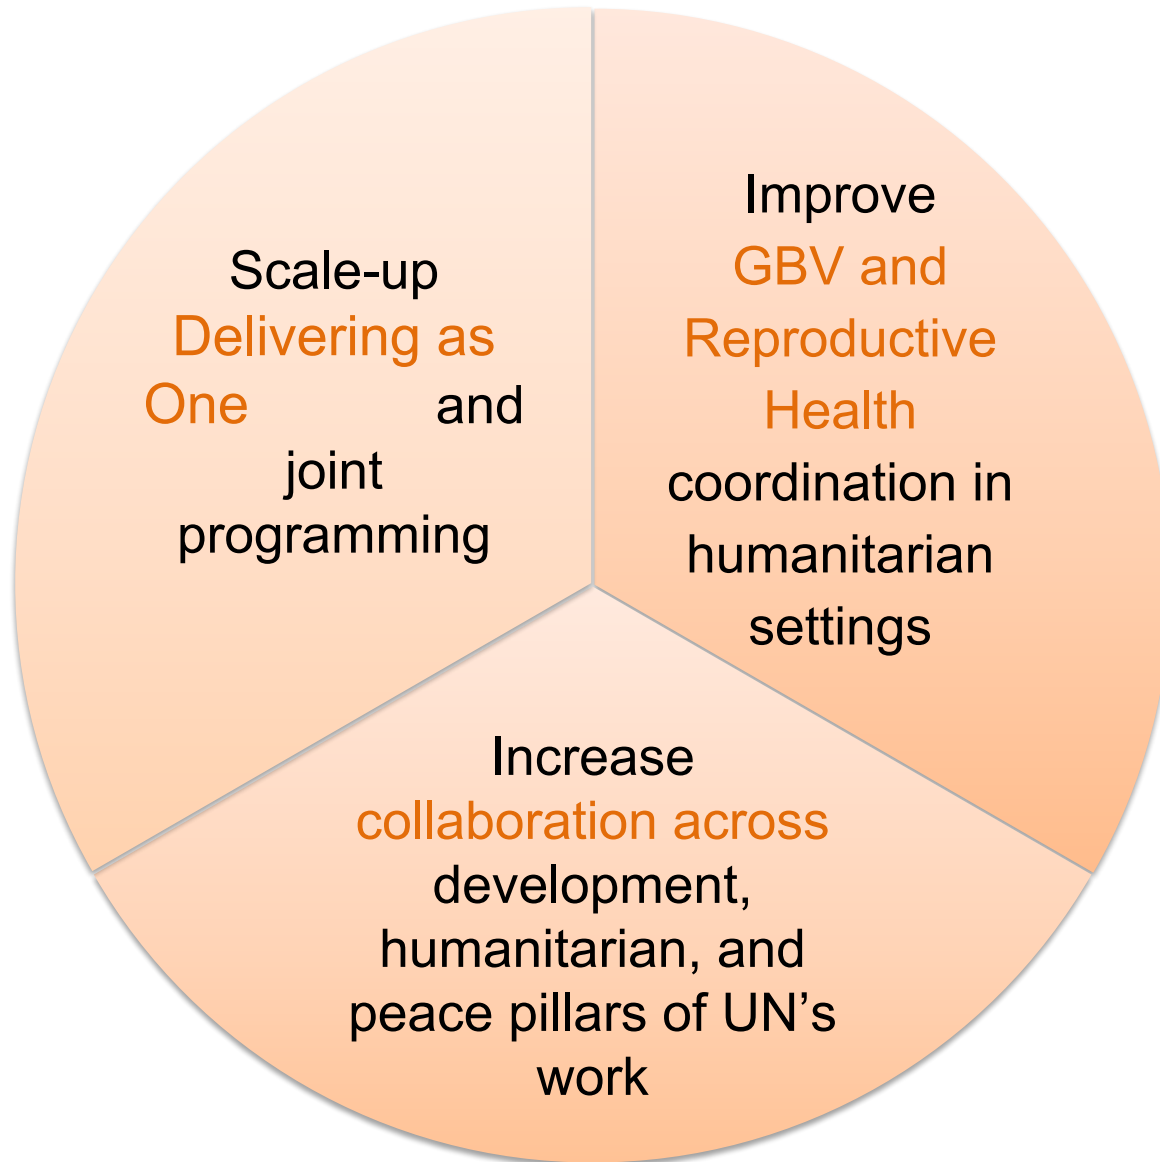 Scale-up
Delivering as
One and
joint
programming
Improve
GBV and
Reproductive
Health
coordination in
humanitarian
settings
Increase
collaboration across
development,
humanitarian, and
peace pillars of UN’s
work